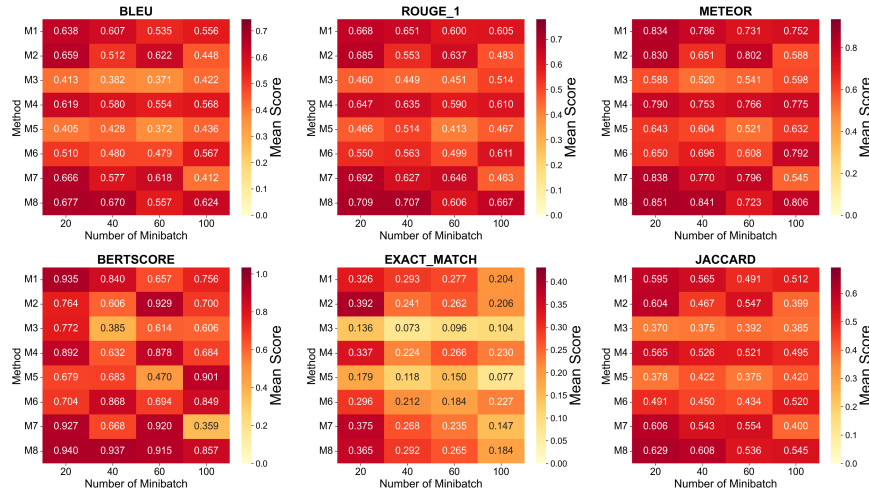 BLEU
M1 0.638 0.607 0.535 0.556
M2 0.659 0.512 0.622 0.448
M3 0.413 0.382 0.371 0.422
M4 0.619 0.580 0.554 0.568
M5 0.405 0.428 0.372 0.436
M6 0.510 0.480 0.479 0.567
M7 0.666 0.577 0.618 0.412
M8 0.677 0.670 0.557 0.624
20 40 60 100
Number of Minibatch
Method
0.7
0.6
0.5
0.4
0.3
0.2
0.1
0.0
Mean Score
ROUGE_1
M1 0.668 0.651 0.600 0.605
M2 0.685 0.553 0.637 0.483
M3 0.460 0.449 0.451 0.514
M4 0.647 0.635 0.590 0.610
M5 0.466 0.514 0.413 0.467
M6 0.550 0.563 0.499 0.611
M7 0.692 0.627 0.646 0.463
M8 0.709 0.707 0.606 0.667
20 40 60 100
Number of Minibatch
Method
0.7
0.6
0.5
0.4
0.3
0.2
0.1
0.0
Mean Score
METEOR
M1 0.834 0.786 0.731 0.752
M2 0.830 0.651 0.802 0.588
M3 0.588 0.520 0.541 0.598
M4 0.790 0.753 0.766 0.775
M5 0.643 0.604 0.521 0.632
M6 0.650 0.696 0.608 0.792
M7 0.838 0.770 0.796 0.545
M8 0.851 0.841 0.723 0.806
20 40 60 100
Number of Minibatch
Method
0.8
0.6
0.4
0.2
0.0
Mean Score
BERTSCORE
M1 0.935 0.840 0.657 0.756
M2 0.764 0.606 0.929 0.700
M3 0.772 0.385 0.614 0.606
M4 0.892 0.632 0.878 0.684
M5 0.679 0.683 0.470 0.901
M6 0.704 0.868 0.694 0.849
M7 0.927 0.668 0.920 0.359
M8 0.940 0.937 0.915 0.857
20 40 60 100
Number of Minibatch
Method
1.0
0.8
0.6
0.4
0.2
0.0
Mean Score
EXACT_MATCH
M1 0.326 0.293 0.277 0.204
M2 0.392 0.241 0.262 0.206
M3 0.136 0.073 0.096 0.104
M4 0.337 0.224 0.266 0.230
M5 0.179 0.118 0.150 0.077
M6 0.296 0.212 0.184 0.227
M7 0.375 0.268 0.235 0.147
M8 0.365 0.292 0.265 0.184
20 40 60 100
Number of Minibatch
Method
0.40
0.35
0.30
0.25
0.20
0.15
0.10
0.05
0.00
Mean Score
JACCARD
M1 0.595 0.565 0.491 0.512
M2 0.604 0.467 0.547 0.399
M3 0.370 0.375 0.392 0.385
M4 0.565 0.526 0.521 0.495
M5 0.378 0.422 0.375 0.420
M6 0.491 0.450 0.434 0.520
M7 0.606 0.543 0.554 0.400
M8 0.629 0.608 0.536 0.545
20 40 60 100
Number of Minibatch
Method
0.6
0.5
0.4
0.3
0.2
0.1
0.0
Mean Score